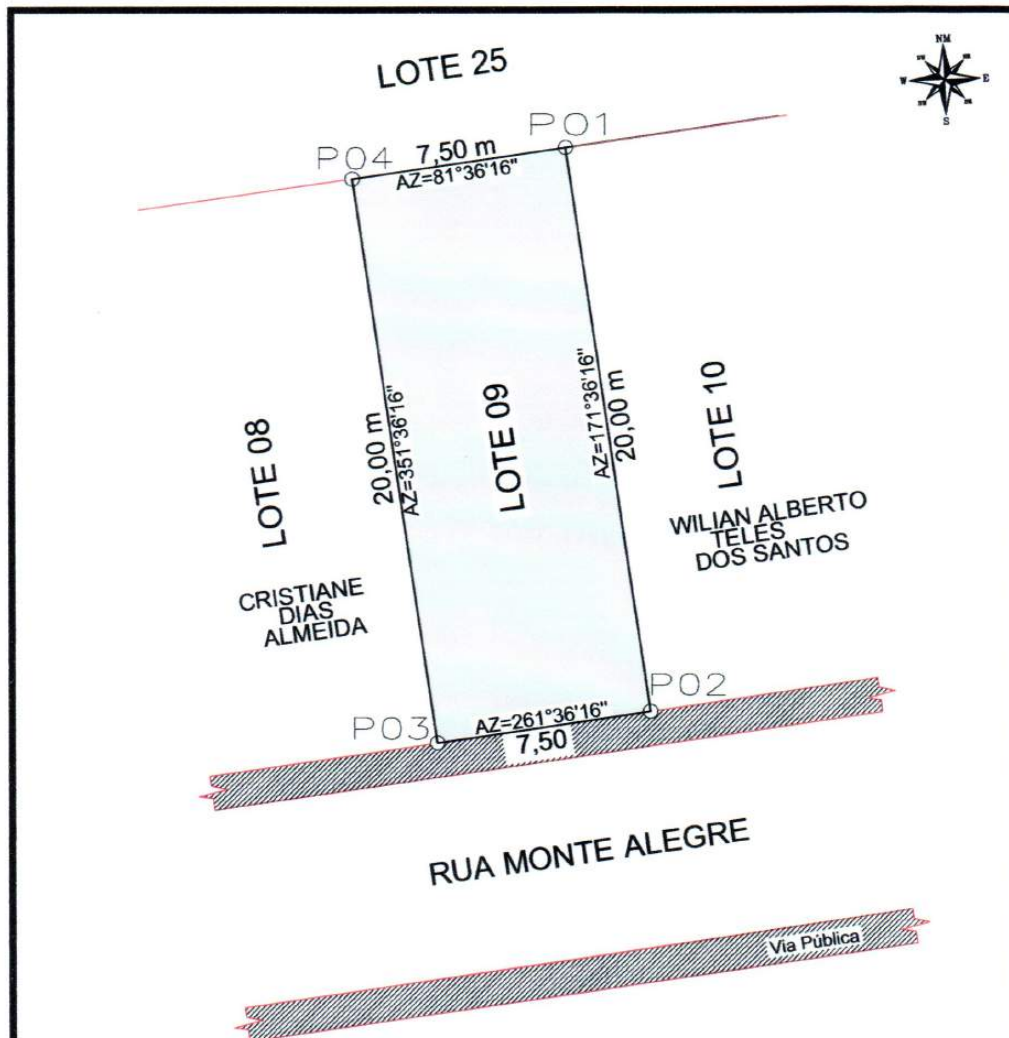 LOTE 25
NM
W
E
S
P01
7,50 m
P04
AZ=81°36'16"
LOTE 08
20,00 m
AZ=351°36'16"
LOTE 09
AZ=171°36'16"
20,00 m
LOTE 10
WILIAN ALBERTO
TELES
DOS SANTOS
CRISTIANE
DIAS
ALMEIDA
P02
AZ=261°36'16"
P03
7,50
RUA MONTE ALEGRE
Via Pública